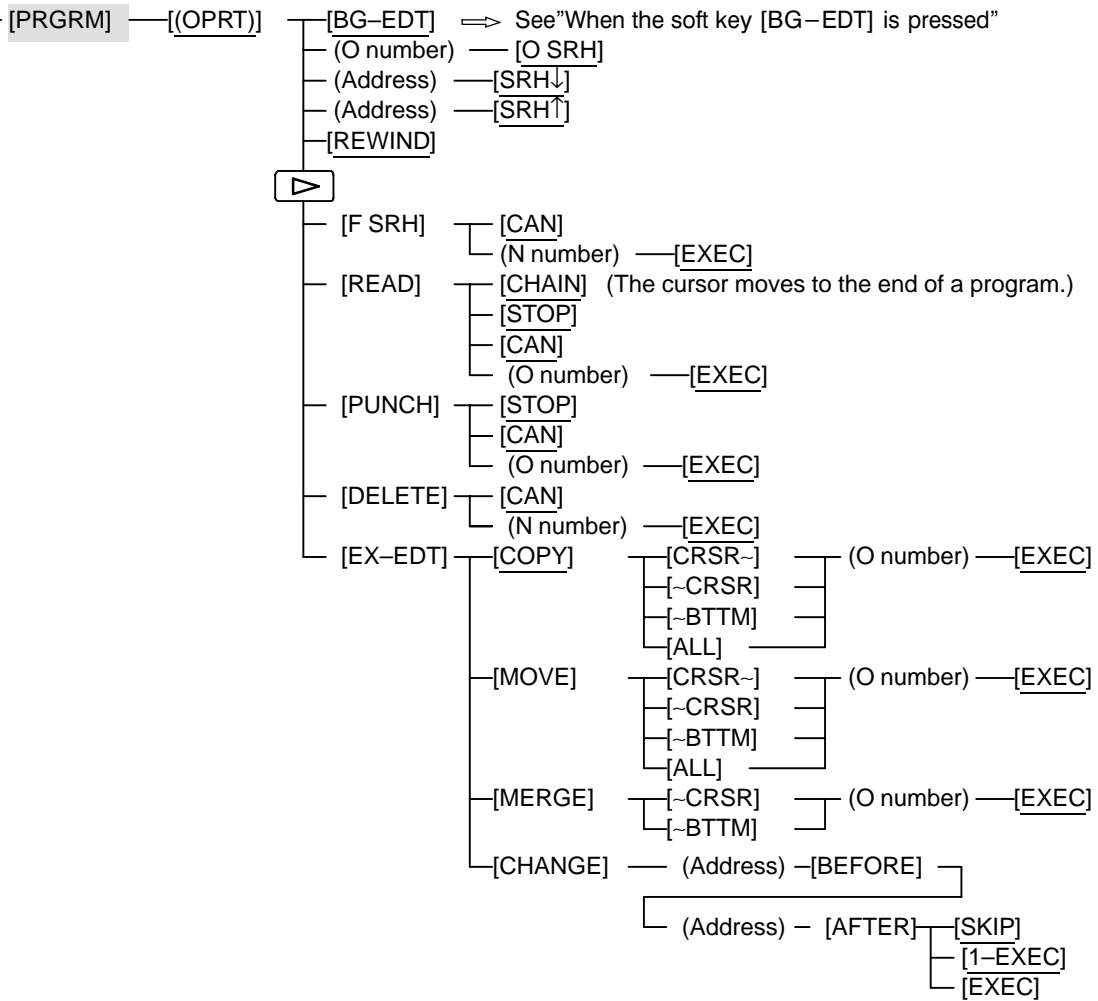 [PRGRM] [(OPRT)] [BG–EDT] ⇒ See”When the soft key [BG–EDT] is pressed”
(O number) [O SRH]
(Address) [SRH↓]
(Address) [SRH↑]
[REWIND]
[F SRH] [CAN]
(N number) [EXEC]
[READ] [CHAIN] (The cursor moves to the end of a program.)
[STOP]
[CAN]
(O number) [EXEC]
[PUNCH] [STOP]
[CAN]
(O number) [EXEC]
[DELETE] [CAN]
(N number) [EXEC]
[EX–EDT] [COPY] [CRSR~] (O number) [EXEC]
[~CRSR]
[~BTTM]
[ALL]
[MOVE] [CRSR~] (O number) [EXEC]
[~CRSR]
[~BTTM]
[ALL]
[MERGE] [~CRSR] (O number) [EXEC]
[~BTTM]
[CHANGE] (Address) [BEFORE]
(Address) [AFTER] [SKIP]
[1–EXEC]
[EXEC]